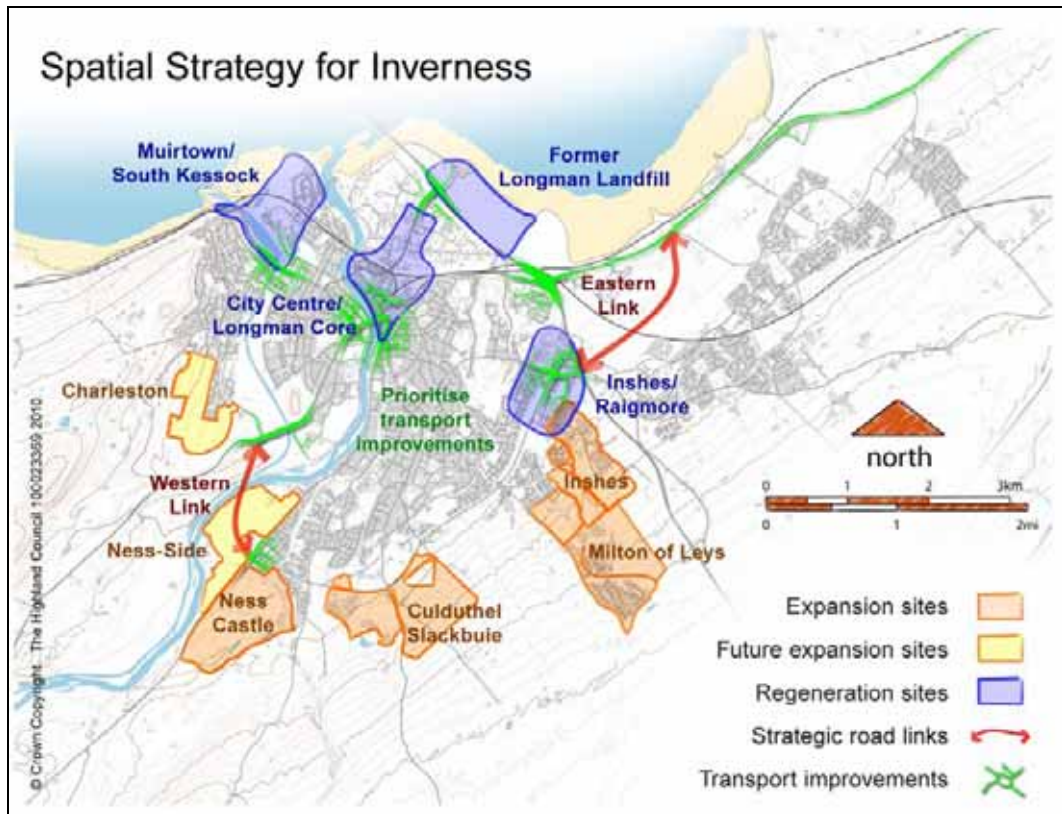 Spatial Strategy for Inverness
Muirtown/
South Kessock
Former
Longman Landfill
City Centre/
Longman Core
Eastern
Link
Charleston
Prioritise
transport
improvements
Inshes/
Raigmore
north
Western
Link
Inshes
0 1 2 3km
0 1 2mi
Ness-Side
Milton of Leys
Ness
Castle
Culduthel
Slackbuie
Expansion sites
Future expansion sites
Regeneration sites
Strategic road links
Transport improvements
© Crown Copyright The Highland Council 100023369 2010